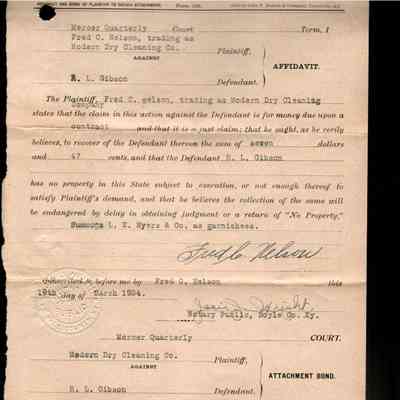 AFFIDAVIT AND BOND OF PLAINTIFF TO OBTAIN ATTACHMENT.
Mercer Quarterly Court Term, 1
Fred C. Nelson, trading as
Modern Dry Cleaning Co. Plaintiff,
AGAINST AFFIDAVIT.
R. L. Gibson
Defendant.
The Plaintiff, Fred C. Nelson, trading as Modern Dry Cleaning
Company
states that the claim in this action against the Defendant is for money due upon a
contract and that it is a just claim; that he ought, as he verily
believes, to recover of the Defendant thereon the sum of seven dollars
and 47 cents, and that the Defendant R. L. Gibson
has no property in this State subject to execution, or not enough thereof to
satisfy Plaintiff's demand, and that he believes the collection of the same will
be endangered by delay in obtaining judgment or a return of "No Property,"
Summons L. Y. Myers & Co. as garnishees.
Fred C Nelson
Subscribed to before me by Fred C. Nelson this
19th day of March 1924.
Notary Public, Boyle Co. Ky.
Mercer Quarterly COURT.
Modern Dry Cleaning Co. Plaintiff,
AGAINST ATTACHMENT BOND.
R. L. Gibson Defendant.